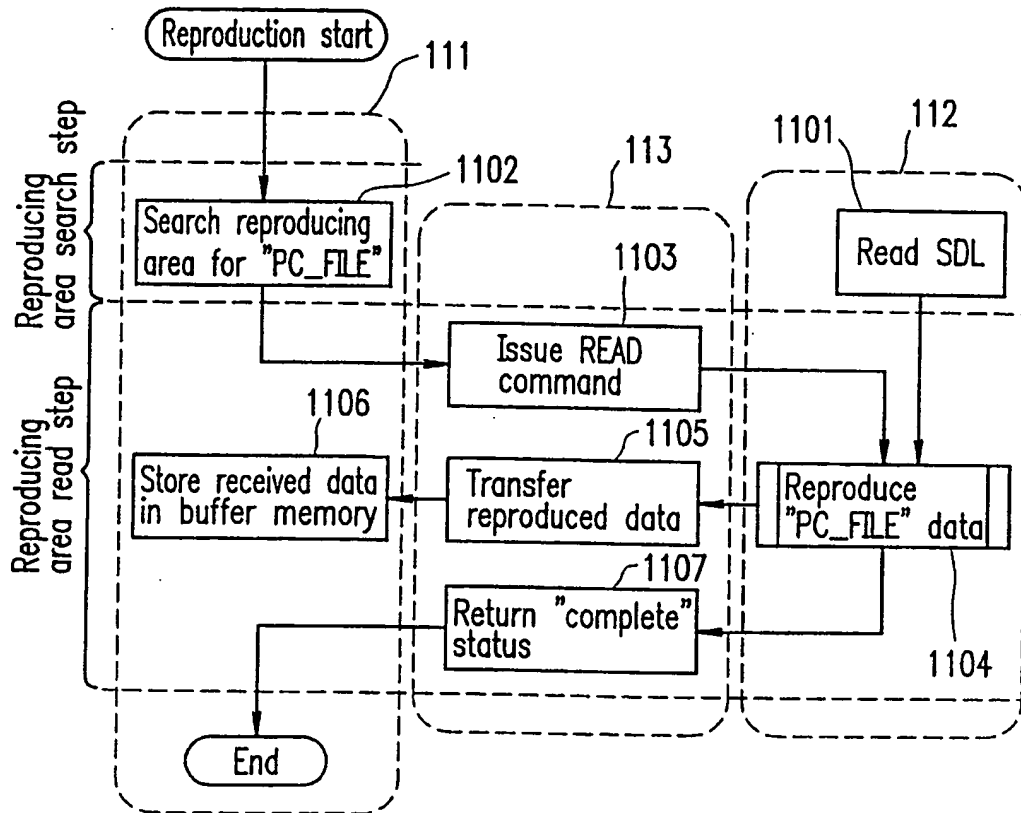 Reproduction start
111
112
113
1101
1102
1103
Reproducing
area search step
Search reproducing
area for "PC_FILE"
Read SDL
Issue READ
command
Reproducing
area read step
1106
1105
Store received data
in buffer memory
Transfer
reproduced data
Reproduce
"PC_FILE" data
1107
1104
Return "complete"
status
End